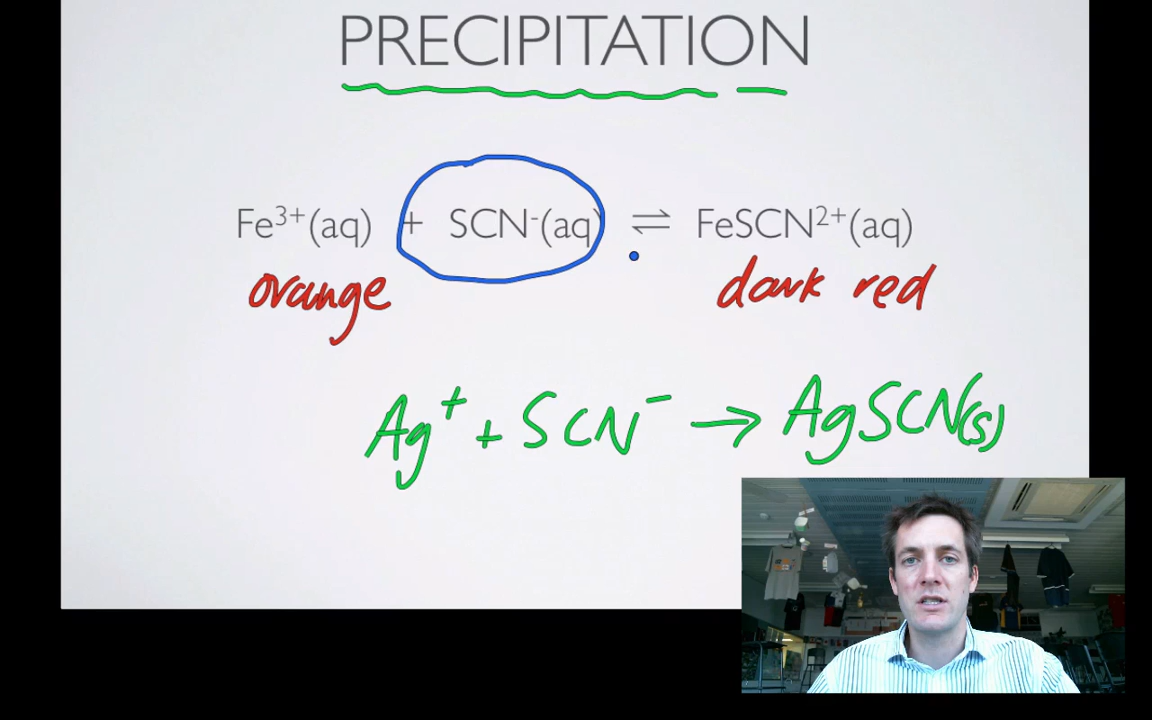 PRECIPITATION
Fe³⁺(aq) + SCN⁻(aq) ⇌ FeSCN²⁺(aq)
orange dark red
Ag⁺ + SCN⁻ → AgSCN(s)